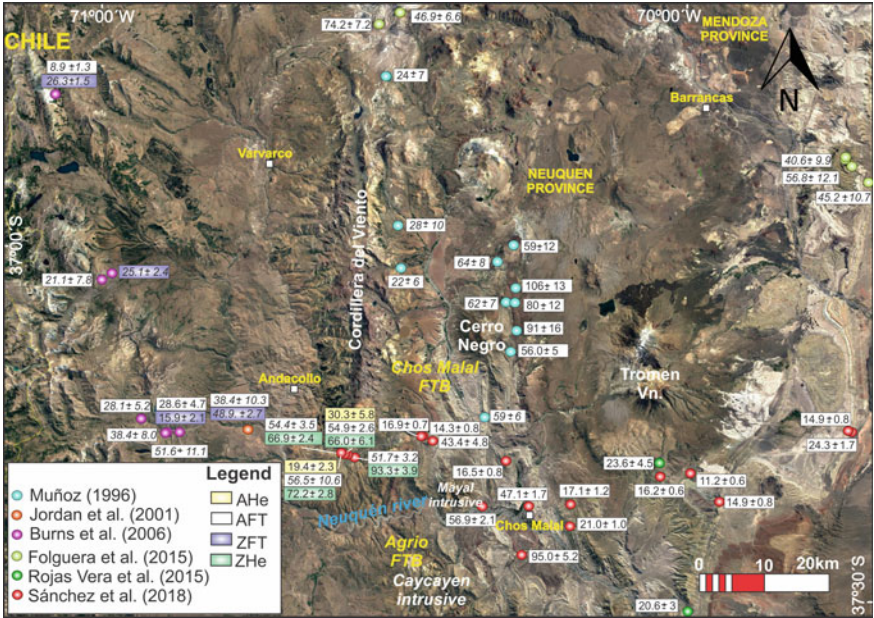 71°00'W
70°00'W
46.9± 6.6
74.2± 7.2
MENDOZA
PROVINCE
CHILE
8.9 ±1.3
26.3±1.5
24± 7
N
Barrancas
Varvarco
40.6± 9.9
56.8± 12.1
45.2±10.7
NEUQUEN
PROVINCE
37°00' S
28± 10
59±12
64± 8
25.1± 2.4
21.1± 7.8
22± 6
106± 13
62± 7
80± 12
Cordillera del Viento
Cerro
Negro
91± 16
56.0± 5
Chos Malal
FTB
Tromen
Vn.
Andacollo
28.1± 5.2
28.6± 4.7
15.9± 2.1
38.4± 10.3
48.9, ±2.7
30.3± 5.8
54.9± 2.6
66.0± 6.1
16.9± 0.7
14.3± 0.8
59± 6
14.9± 0.8
54.4± 3.5
66.9± 2.4
43.4± 4.8
24.3± 1.7
38.4± 8.0
51.6+ 11.1
19.4± 2.3
56.5± 10.6
72.2± 2.8
51.7± 3.2
93.3± 3.9
16.5± 0.8
23.6± 4.5
11.2± 0.6
16.2± 0.6
14.9± 0.8
Mayal
intrusive
47.1± 1.7
17.1± 1.2
Neuquén river
56.9± 2.1
Chos Malal
21.0± 1.0
Agrio
FTB
95.0± 5.2
Caycayen
intrusive
20.6± 3
Legend
Muñoz (1996)
Jordan et al. (2001)
Burns et al. (2006)
Folguera et al. (2015)
Rojas Vera et al. (2015)
Sánchez et al. (2018)
AHe
AFT
ZFT
ZHe
0 10 20km
37°30' S